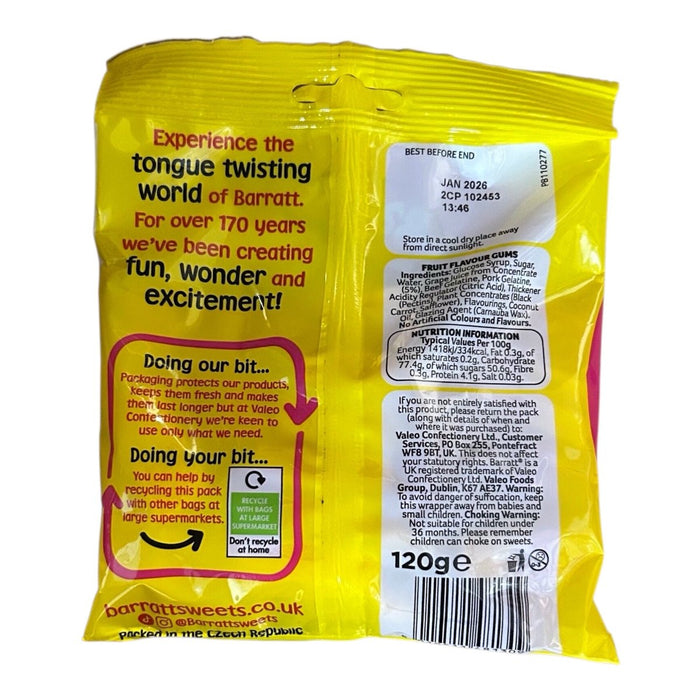 Experience the
tongue twisting
world of Barratt.
For over 170 years
we've been creating
fun, wonder and
excitement!
Doing our bit...
Packaging protects our products,
keeps them fresh and makes
them last longer but at Valeo
Confectionery we're keen to
use only what we need.
Doing your bit...
You can help by
recycling this pack
with other bags at
large supermarkets.
RECYCLE
WITH BAGS
AT LARGE
SUPERMARKET
Don't recycle
at home
barrattsweets.co.uk
@Barrattsweets
Packed in the Czech Republic
BEST BEFORE END
JAN 2026
2CP 102453
13:46
PB110277
Store in a cool dry place away
from direct sunlight.
FRUIT FLAVOUR GUMS
Ingredients: Glucose Syrup, Sugar,
Water, Grape Juice from Concentrate
(5%), Beef Gelatine, Pork Gelatine,
Acidity Regulator (Citric Acid), Thickener
(Pectins), Plant Concentrates (Black
Carrot, Safflower), Flavourings, Coconut
Oil, Glazing Agent (Carnauba Wax).
No Artificial Colours and Flavours.
NUTRITION INFORMATION
Typical Values Per 100g
Energy 1418kJ/334kcal, Fat 0.3g, of
which saturates 0.2g, Carbohydrate
77.4g, of which sugars 50.6g, Fibre
0.3g, Protein 4.1g, Salt 0.03g.
If you are not entirely satisfied with
this product, please return the pack
(along with details of when and
where it was purchased) to:
Valeo Confectionery Ltd., Customer
Services, PO Box 255, Pontefract
WF8 9BT, UK. This does not affect
your statutory rights. Barratt® is a
UK registered trademark of Valeo
Confectionery Ltd. Valeo Foods
Group, Dublin, K67 AE37. Warning:
To avoid danger of suffocation, keep
this wrapper away from babies and
small children. Choking Warning:
Not suitable for children under
36 months. Please remember
children can choke on sweets.
120g℮